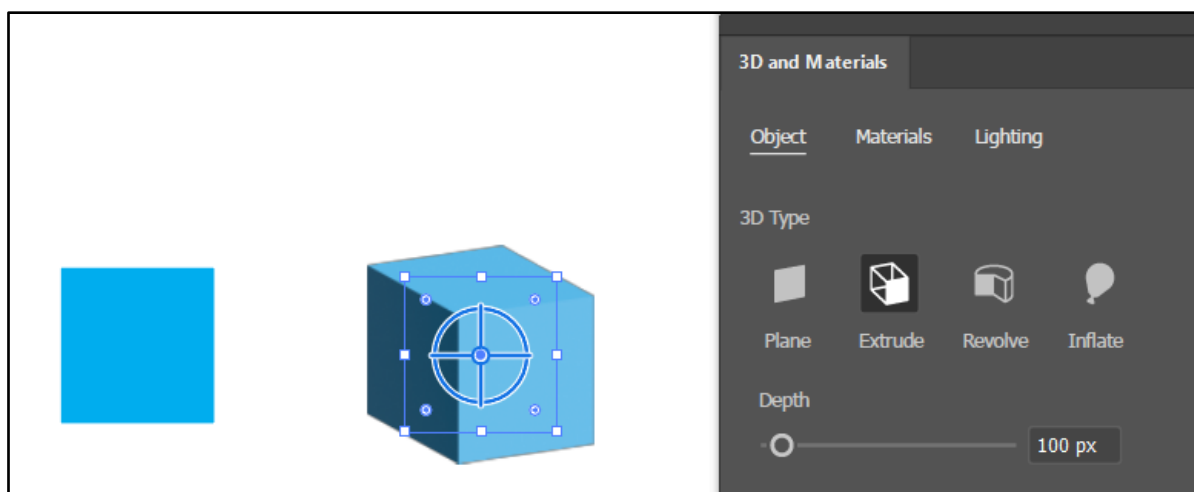 3D and Materials
Object Materials Lighting
3D Type
Plane Extrude Revolve Inflate
Depth
100 px